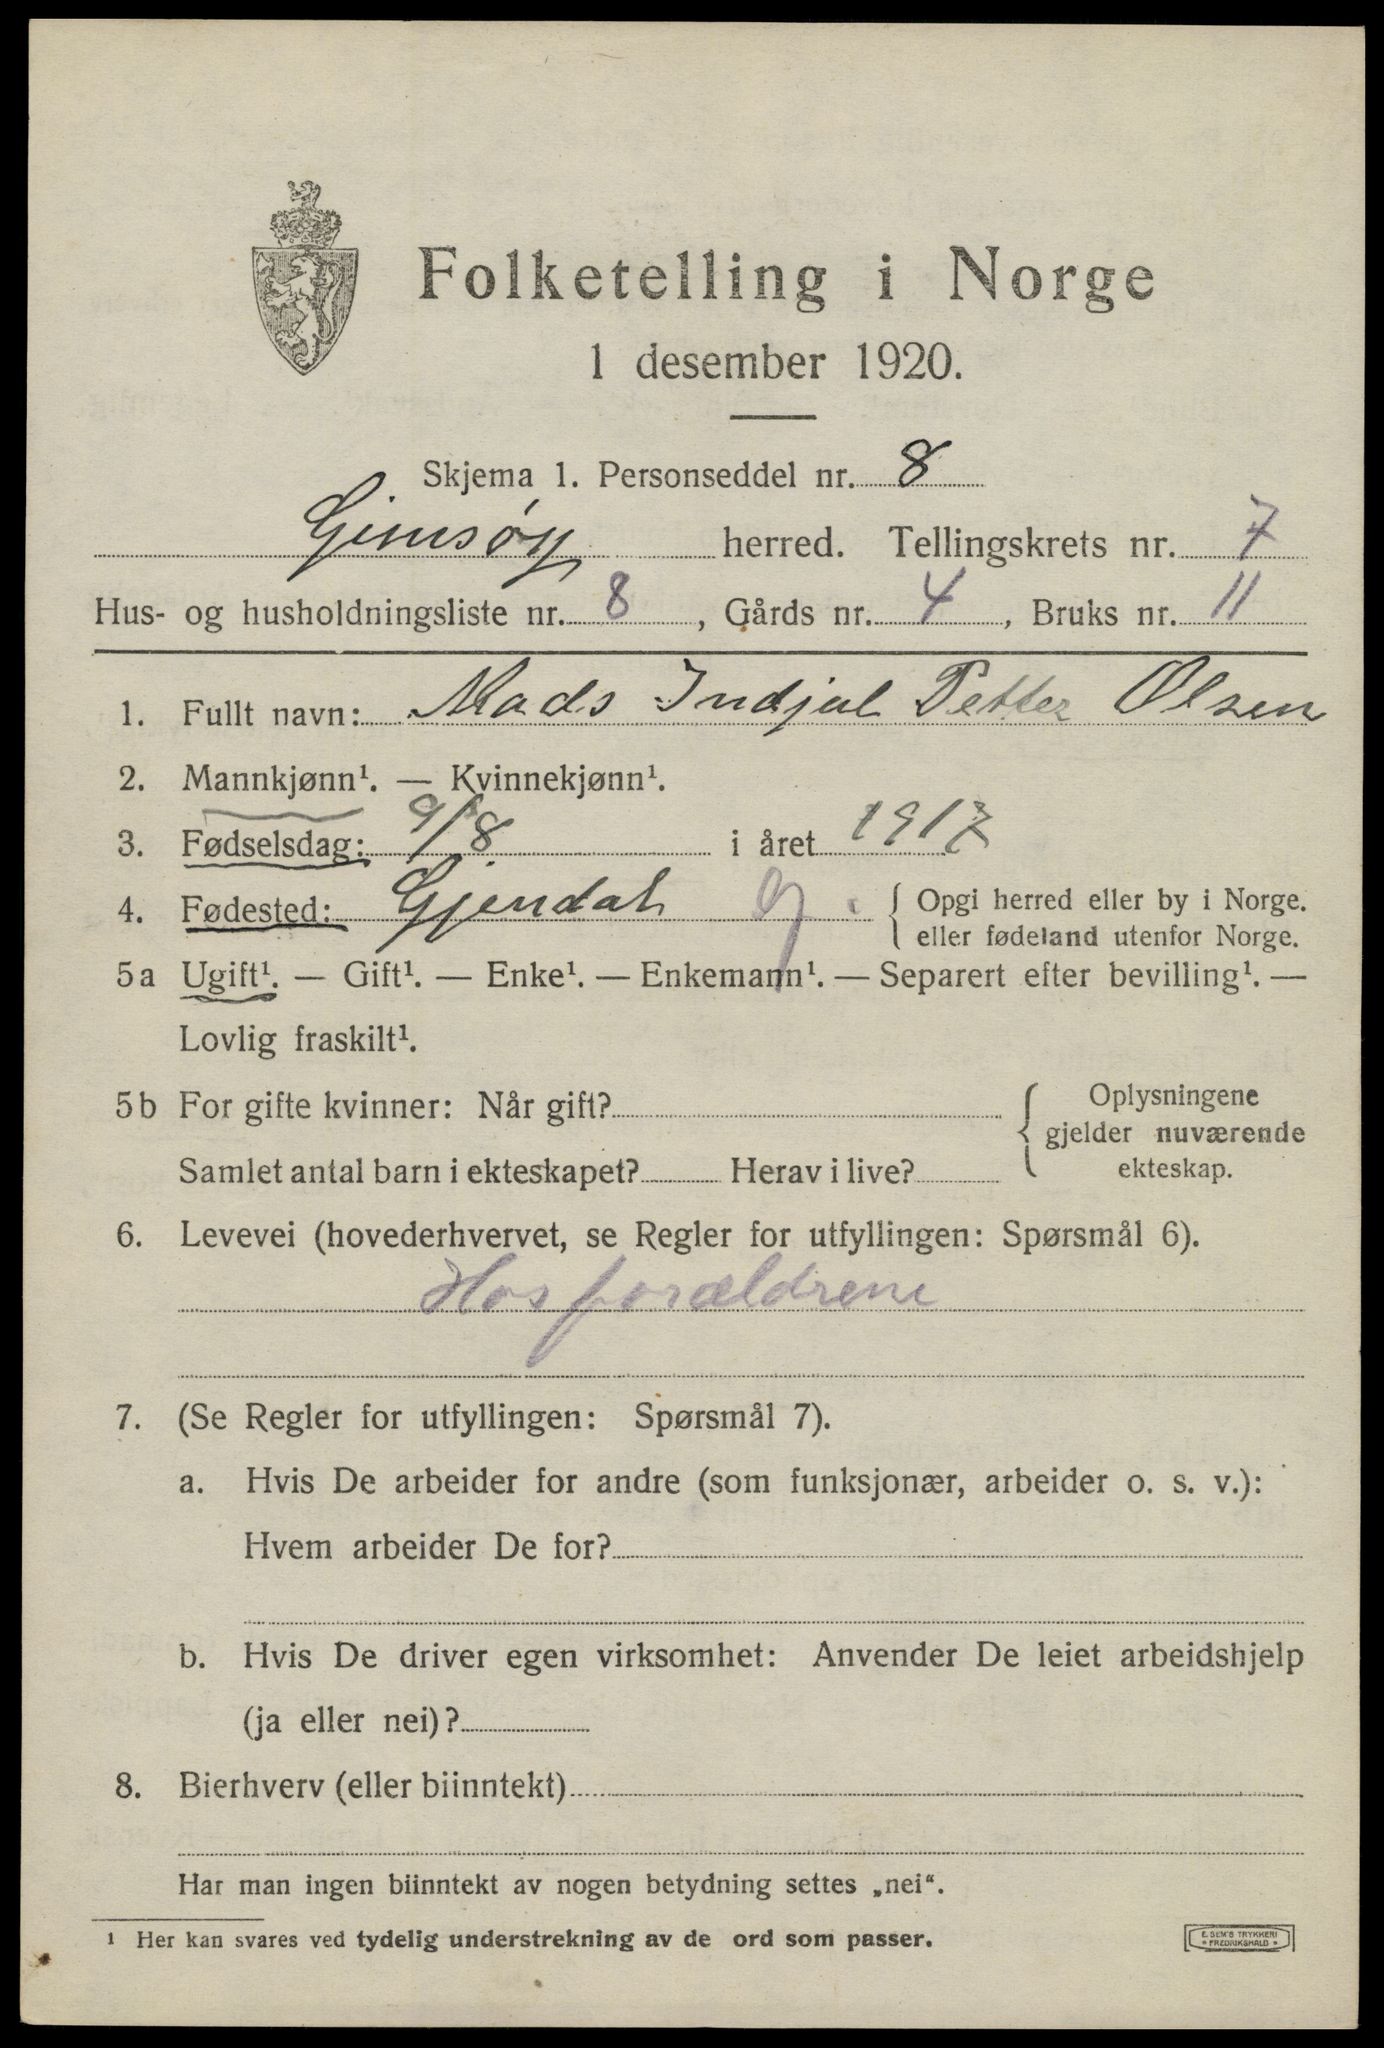 Folketelling i Norge
1 desember 1920.
Skjema 1. Personseddel nr. 8
Gimsøy herred. Tellingskrets nr. 7
Hus- og husholdningsliste nr. 8, Gårds nr. 4, Bruks nr. 11
1. Fullt navn: Mads Indjal Petter Olsen
2. Mannkjønn¹. — Kvinnekjønn¹.
3. Fødselsdag: 9/8 i året 1917
4. Fødested: Gjendal G. { Opgi herred eller by i Norge.
eller fødeland utenfor Norge.
5a Ugift¹. — Gift¹. — Enke¹. — Enkemann¹. — Separert efter bevilling¹. —
Lovlig fraskilt¹.
5b For gifte kvinner: Når gift? { Oplysningene
gjelder nuværende
Samlet antal barn i ekteskapet? Herav i live? ekteskap.
6. Levevei (hovederhvervet, se Regler for utfyllingen: Spørsmål 6).
Hos forældrene
7. (Se Regler for utfyllingen: Spørsmål 7).
a. Hvis De arbeider for andre (som funksjonær, arbeider o. s. v.):
Hvem arbeider De for?
b. Hvis De driver egen virksomhet: Anvender De leiet arbeidshjelp
(ja eller nei)?
8. Bierhverv (eller biinntekt)
Har man ingen biinntekt av nogen betydning settes „nei“.
¹ Her kan svares ved tydelig understrekning av de ord som passer.
E. SEM'S TRYKKERI
• FREDRIKSHALD •